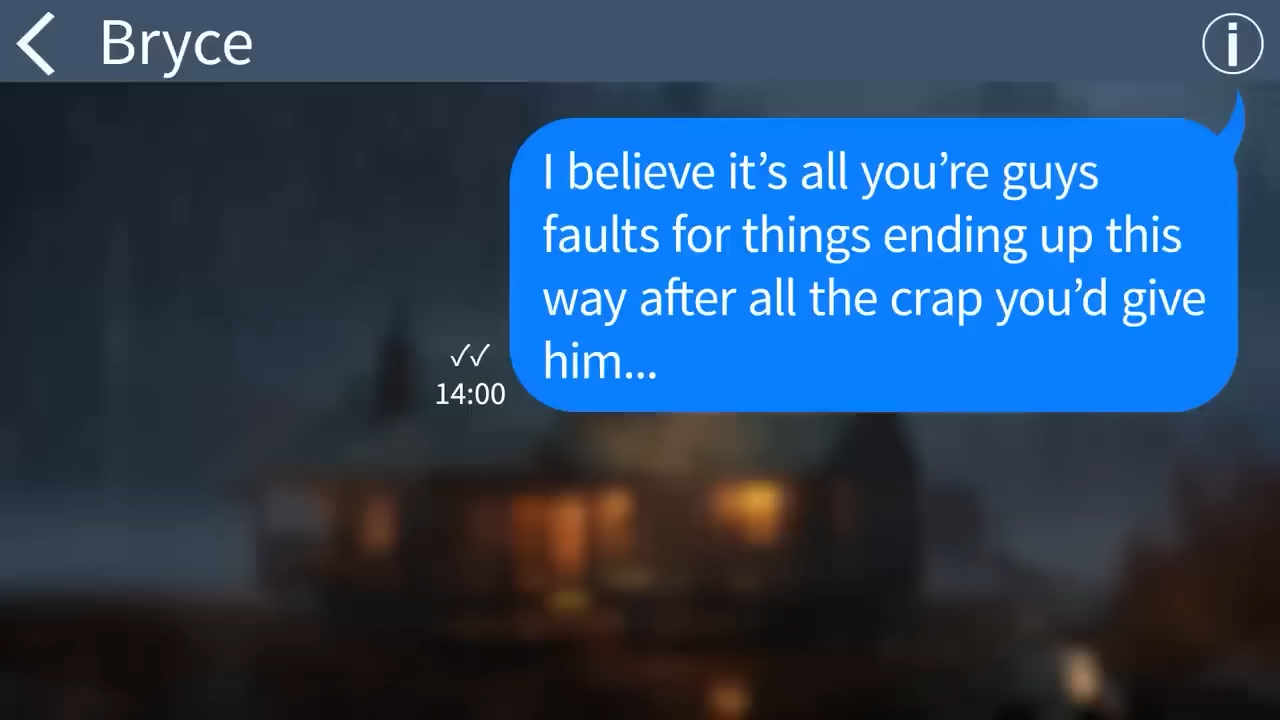 Bryce
I believe it’s all you’re guys
faults for things ending up this
way after all the crap you’d give
him...
14:00